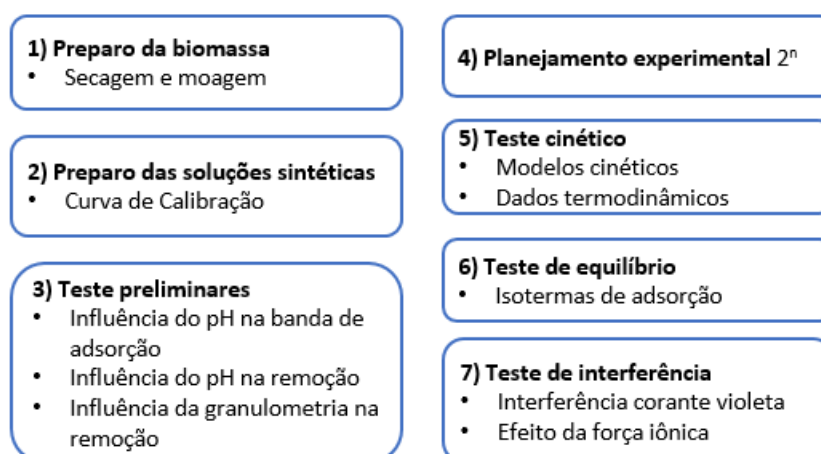 1) Preparo da biomassa
• Secagem e moagem
2) Preparo das soluções sintéticas
• Curva de Calibração
3) Teste preliminares
• Influência do pH na banda de
adsorção
• Influência do pH na remoção
• Influência da granulometria na
remoção
4) Planejamento experimental 2ⁿ
5) Teste cinético
• Modelos cinéticos
• Dados termodinâmicos
6) Teste de equilíbrio
• Isotermas de adsorção
7) Teste de interferência
• Interferência corante violeta
• Efeito da força iônica